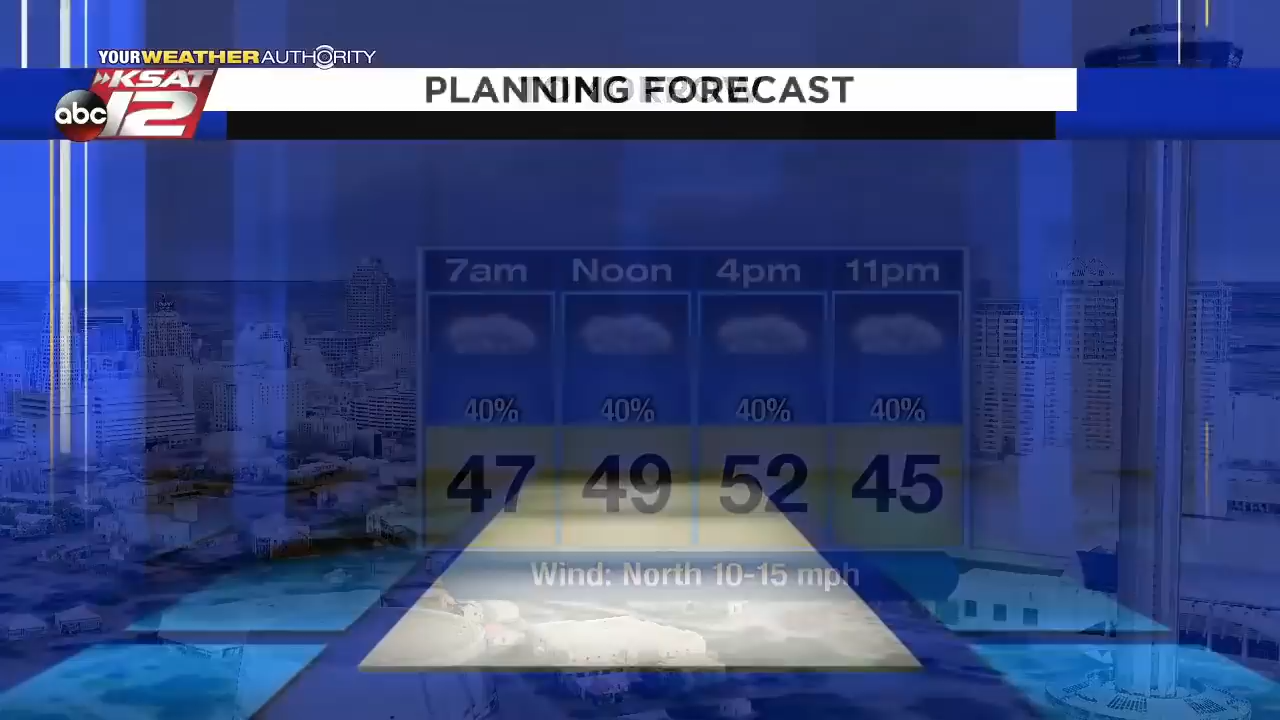 YOURWEATHERAUTHORITY
KSAT
abc 12
PLANNING FORECAST
7am Noon 4pm 11pm
40% 40% 40% 40%
47 49 52 45
Wind: North 10-15 mph